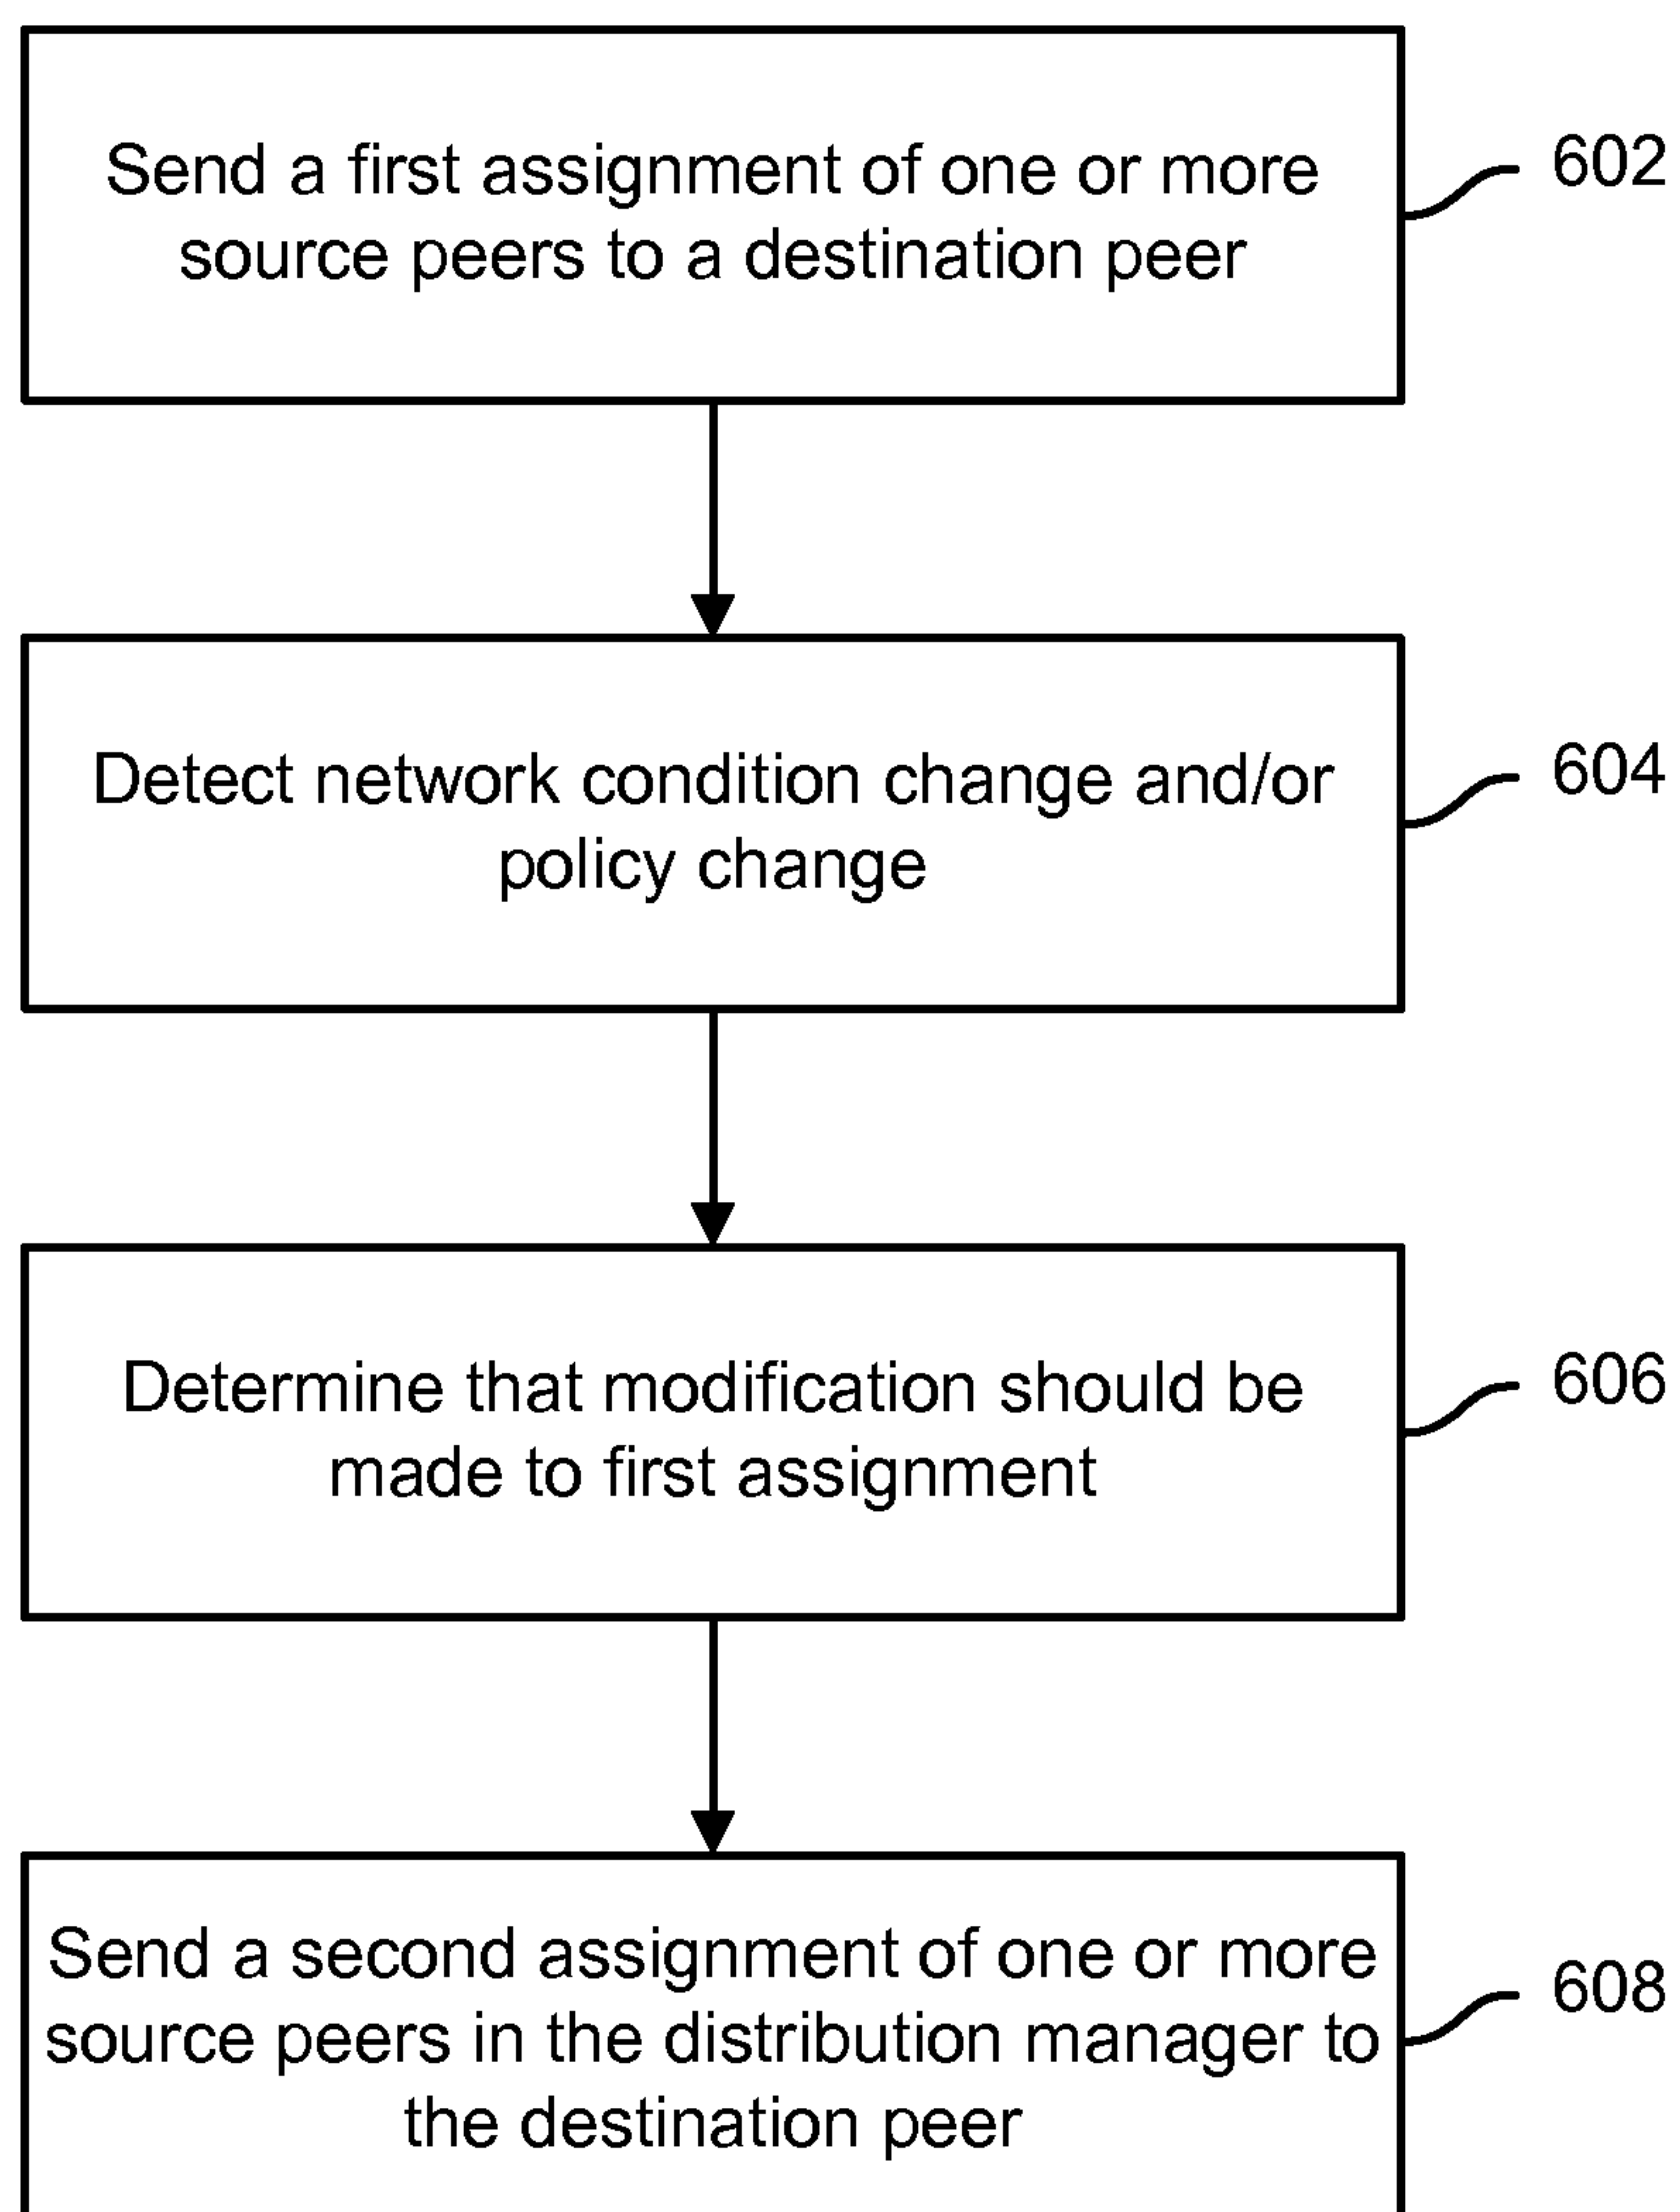 Send a first assignment of one or more
source peers to a destination peer
602
Detect network condition change and/or
policy change
604
Determine that modification should be
made to first assignment
606
Send a second assignment of one or more
source peers in the distribution manager to
the destination peer
608